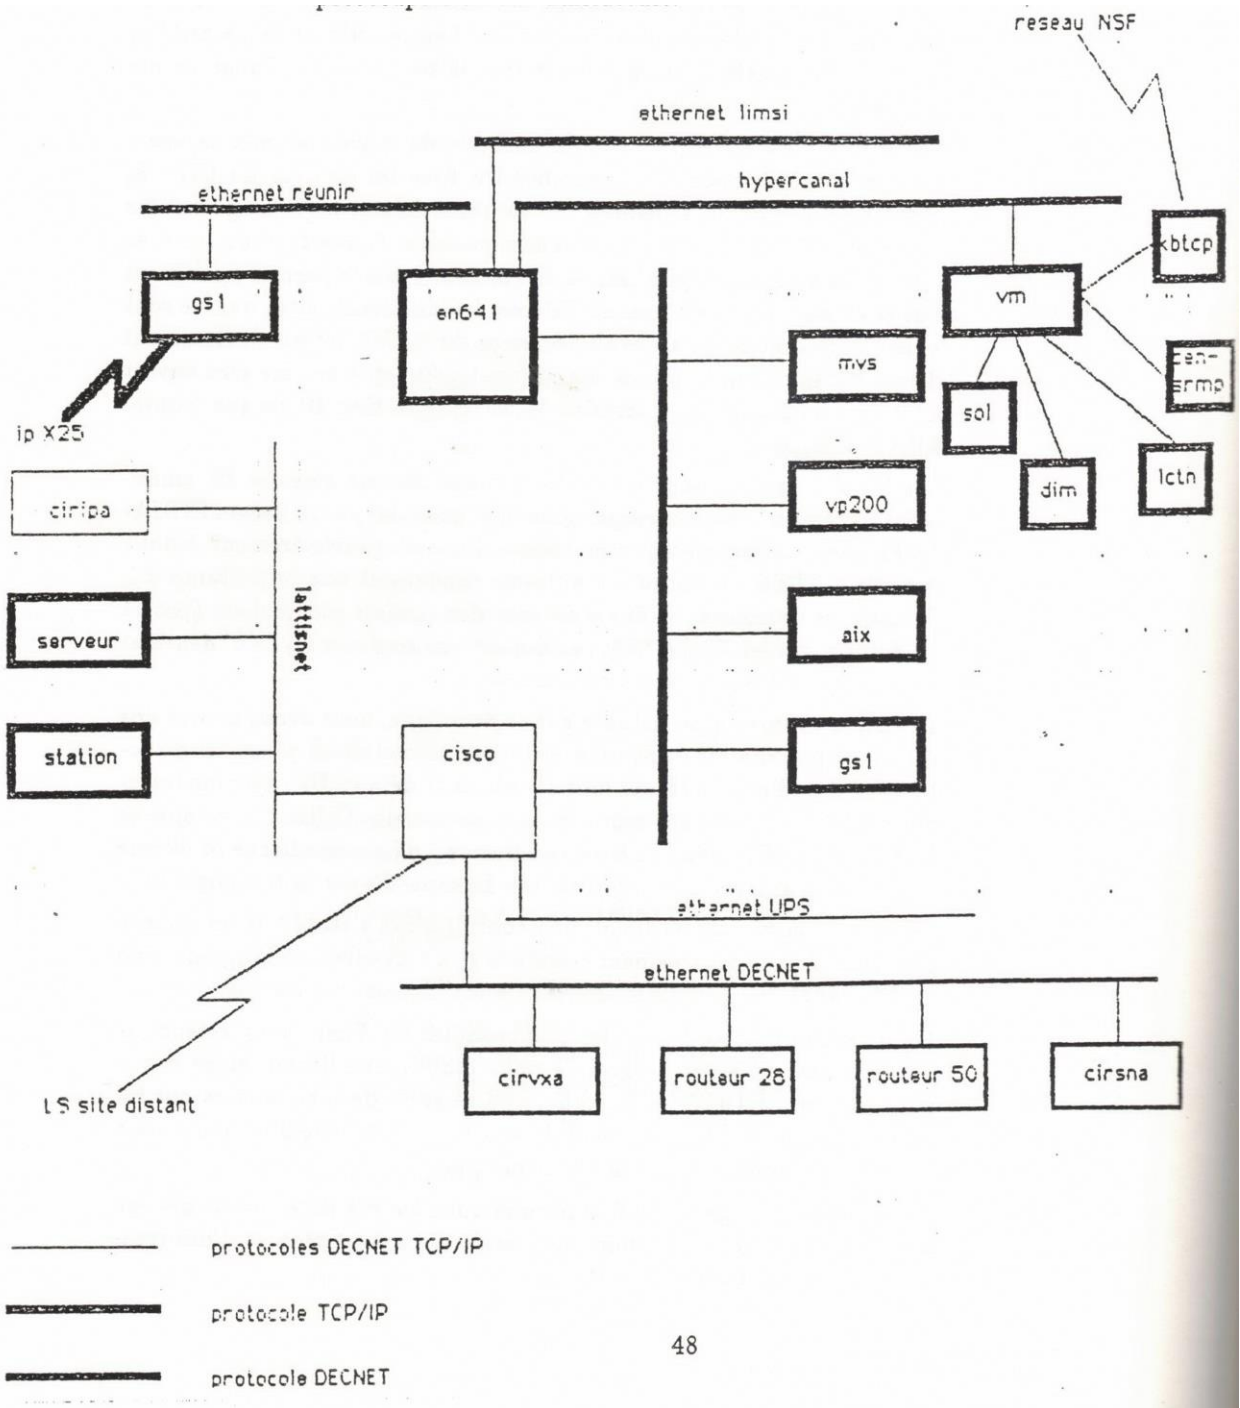 reseau NSF
ethernet limsi
ethernet reunir
hypercanal
kbtcp
gs1
en641
vm
mvs
cen-
srmp
sol
ip X25
ciripa
vp200
dim
lctn
lattisnet
serveur
aix
station
cisco
gs1
ethernet UPS
ethernet DECNET
cirvxa
routeur 28
routeur 50
cirsna
LS site distant
protocoles DECNET TCP/IP
protocole TCP/IP
48
protocole DECNET